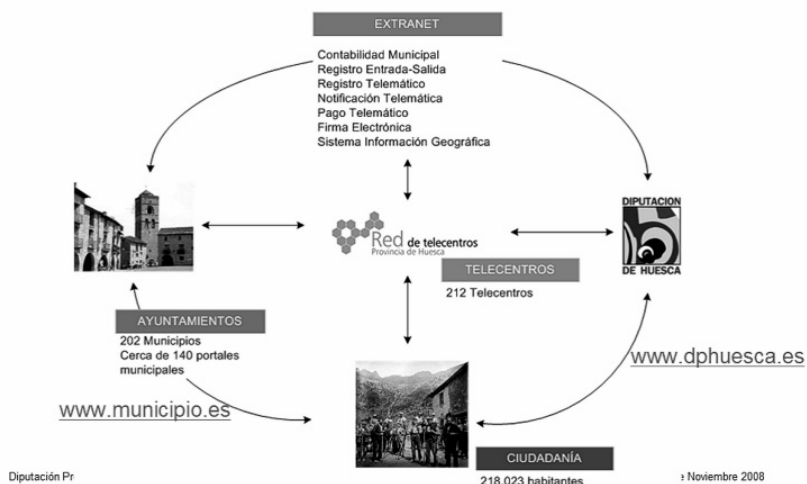 EXTRANET
Contabilidad Municipal
Registro Entrada-Salida
Registro Telemático
Notificación Telemática
Pago Telemático
Firma Electrónica
Sistema Información Geográfica
Red de telecentros
Provincia de Huesca
DIPUTACION
DE HUESCA
TELECENTROS
212 Telecentros
AYUNTAMIENTOS
202 Municipios
Cerca de 140 portales
municipales
www.municipio.es
www.dphuesca.es
CIUDADANÍA
218.023 habitantes
Diputación
Noviembre 2008